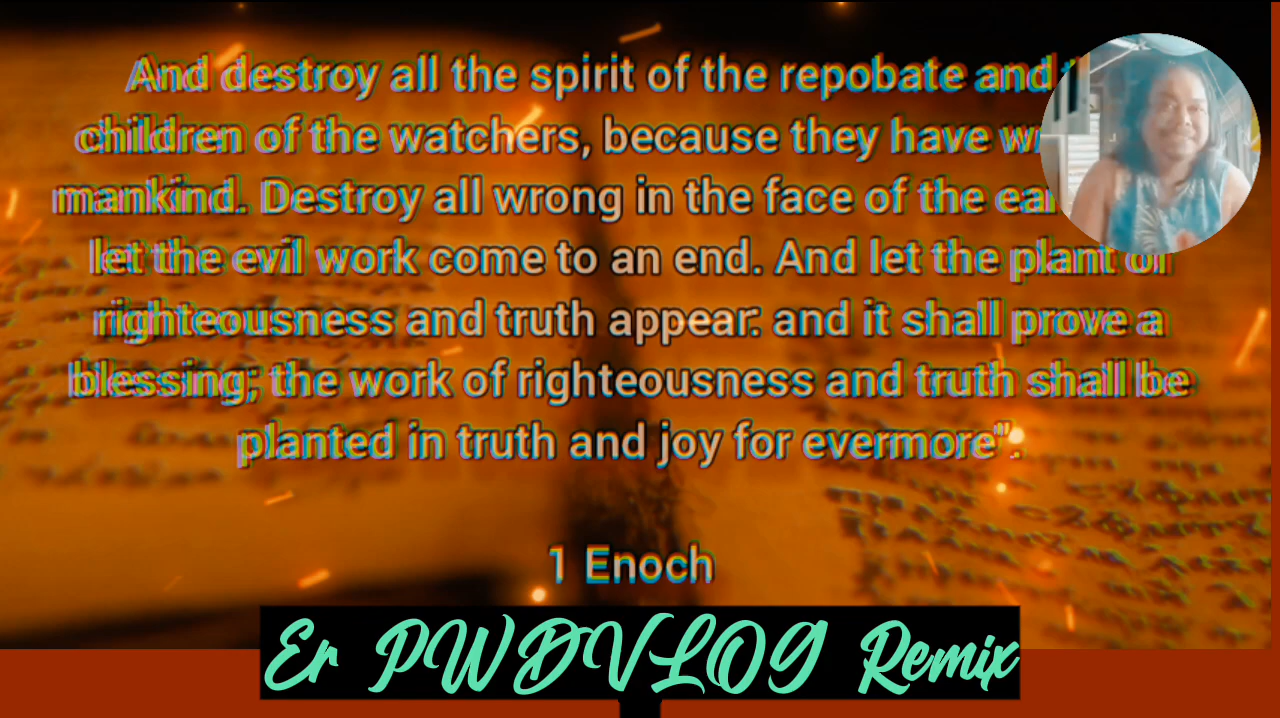 And destroy all the spirit of the repobate and
children of the watchers, because they have
mankind. Destroy all wrong in the face of the
let the evil work come to an end. And let the plant of
righteousness and truth appear: and it shall prove a
blessing; the work of righteousness and truth shall be
planted in truth and joy for evermore".
1 Enoch
Er PWDVLOG Remix